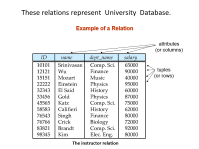 These relations represent University Database.
Example of a Relation
attributes
(or columns)
ID name dept_name salary
10101 Srinivasan Comp. Sci. 65000
12121 Wu Finance 90000
15151 Mozart Music 40000
22222 Einstein Physics 95000
32343 El Said History 60000
33456 Gold Physics 87000
45565 Katz Comp. Sci. 75000
58583 Califieri History 62000
76543 Singh Finance 80000
76766 Crick Biology 72000
83821 Brandt Comp. Sci. 92000
98345 Kim Elec. Eng. 80000
tuples
(or rows)
The instructor relation